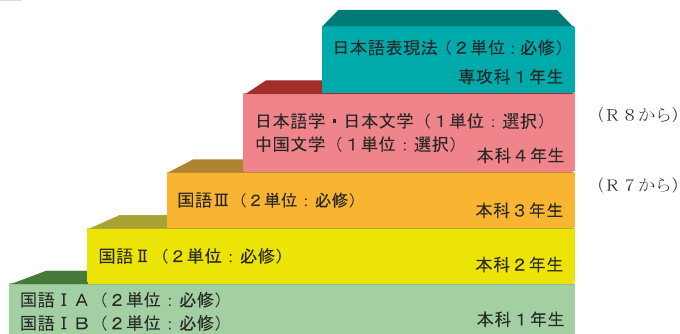 日本語表現法（２単位：必修）
専攻科１年生
日本語学・日本文学（１単位：選択）
中国文学（１単位：選択）
本科４年生
（Ｒ８から）
国語Ⅲ（２単位：必修）
本科３年生
（Ｒ７から）
国語Ⅱ（２単位：必修）
本科２年生
国語ⅠＡ（２単位：必修）
国語ⅠＢ（２単位：必修）
本科１年生